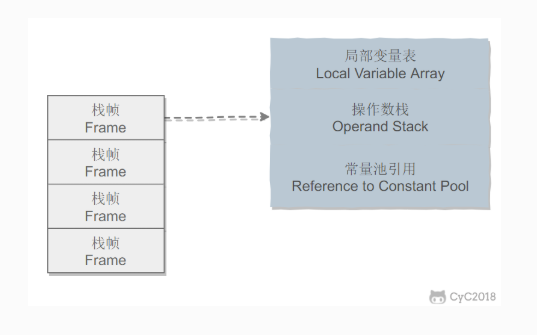 栈帧
Frame
栈帧
Frame
栈帧
Frame
栈帧
Frame
局部变量表
Local Variable Array
操作数栈
Operand Stack
常量池引用
Reference to Constant Pool
CyC2018